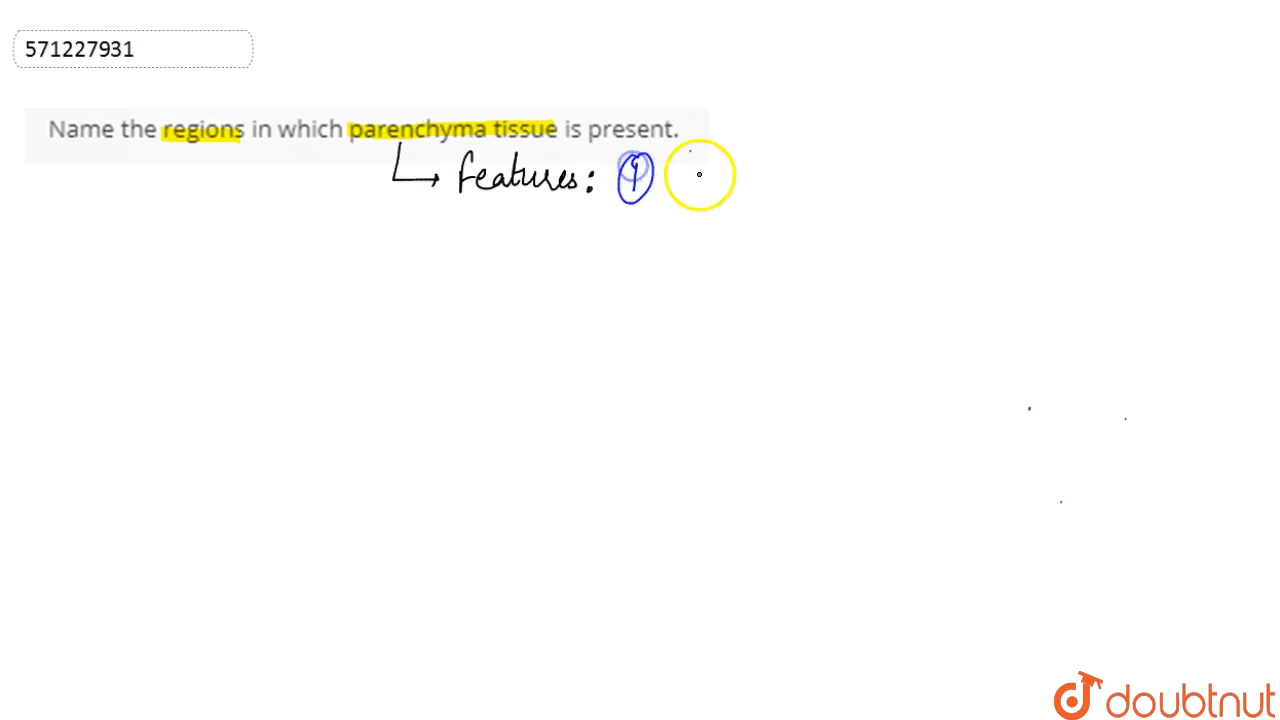 571227931
Name the regions in which parenchyma tissue is present.
features:
doubtnut